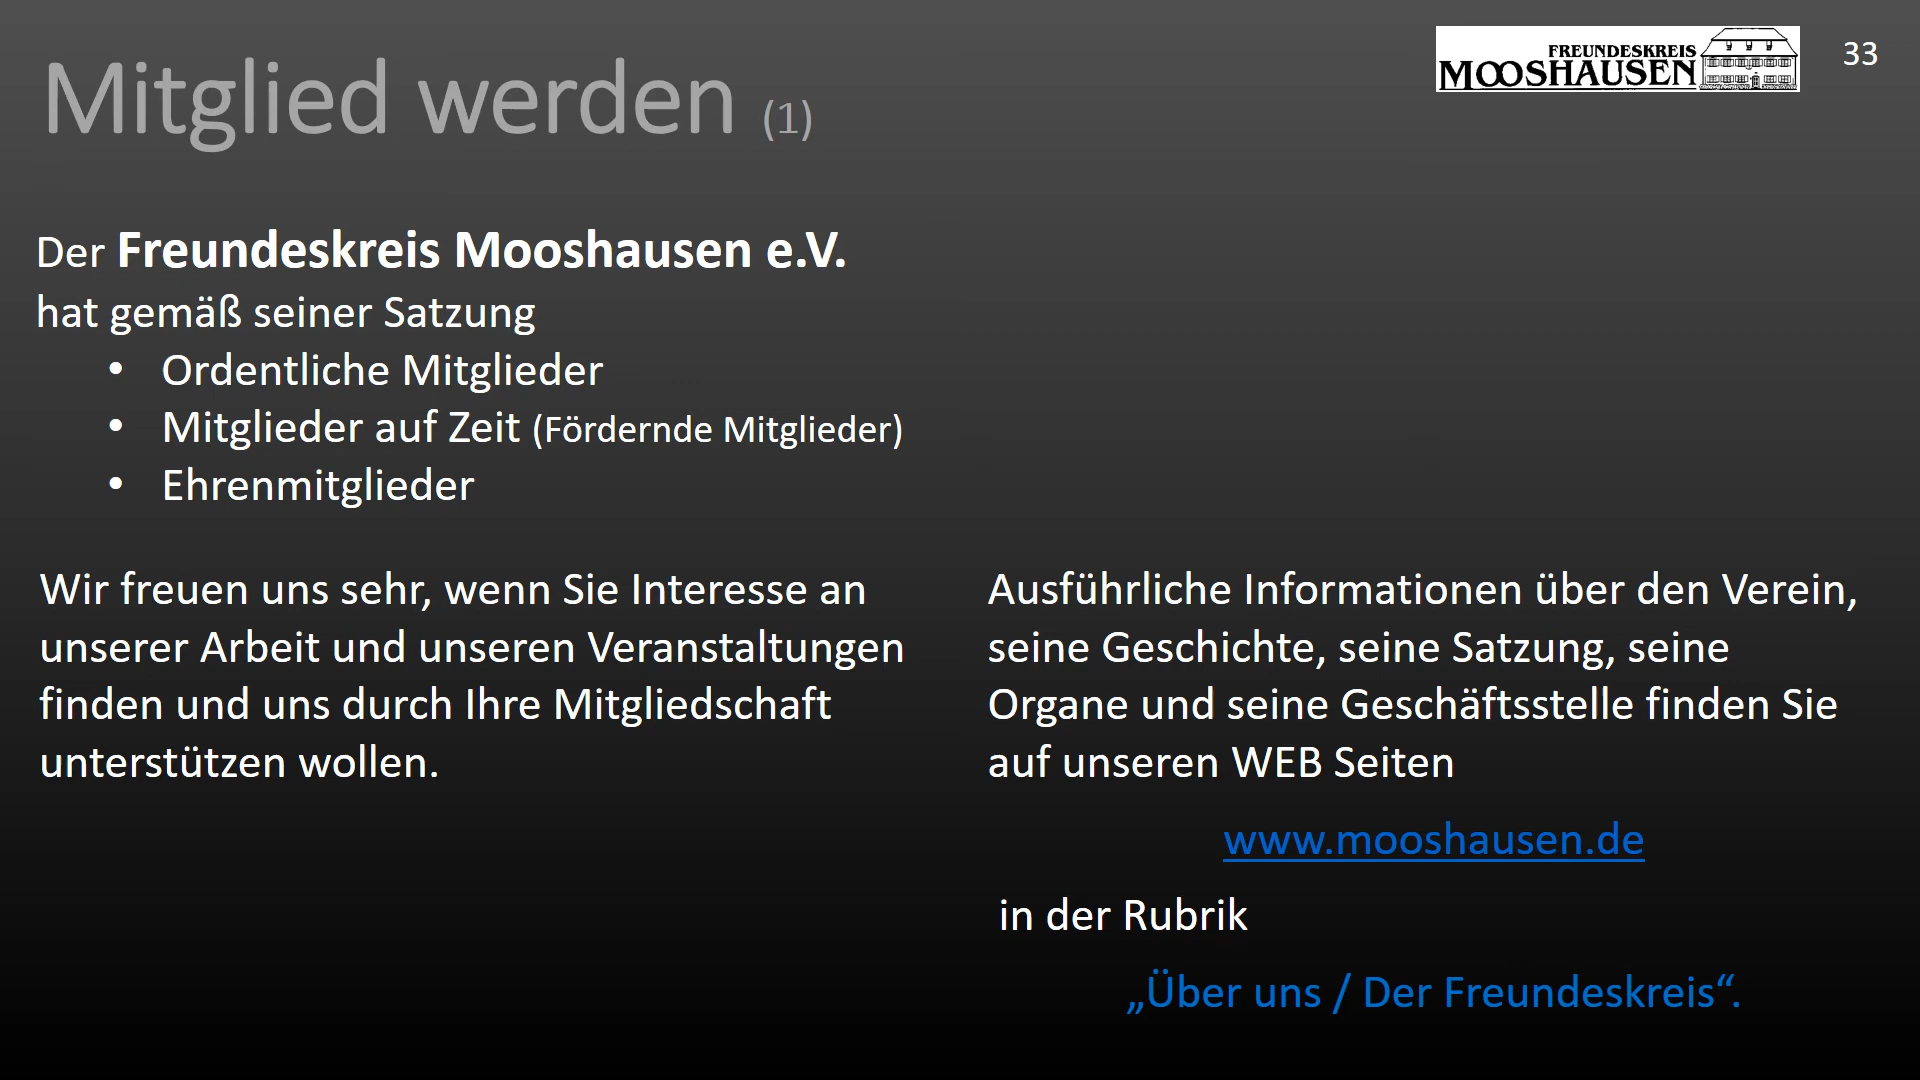 Mitglied werden (1)
FREUNDESKREIS
MOOSHAUSEN
33
Der Freundeskreis Mooshausen e.V.
hat gemäß seiner Satzung
• Ordentliche Mitglieder
• Mitglieder auf Zeit (Fördernde Mitglieder)
• Ehrenmitglieder
Wir freuen uns sehr, wenn Sie Interesse an
unserer Arbeit und unseren Veranstaltungen
finden und uns durch Ihre Mitgliedschaft
unterstützen wollen.
Ausführliche Informationen über den Verein,
seine Geschichte, seine Satzung, seine
Organe und seine Geschäftsstelle finden Sie
auf unseren WEB Seiten
www.mooshausen.de
in der Rubrik
„Über uns / Der Freundeskreis“.